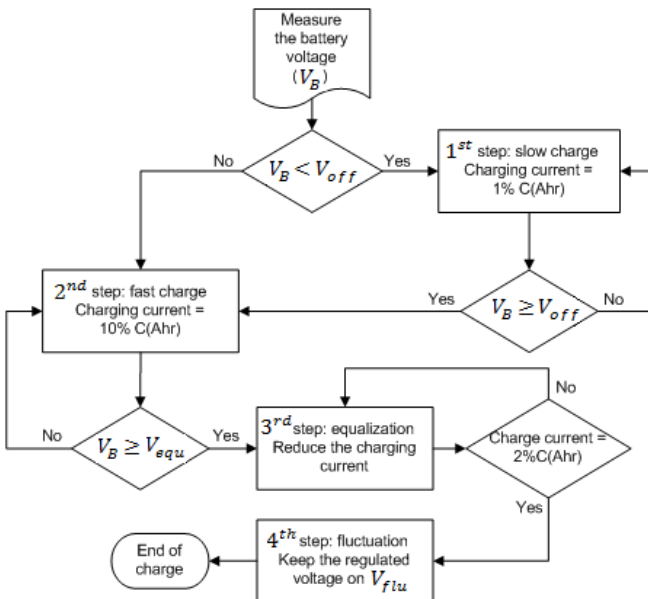 Measure
the battery
voltage
(V_B)
No
V_B < V_off
Yes
1st step: slow charge
Charging current =
1% C(Ahr)
2nd step: fast charge
Charging current =
10% C(Ahr)
Yes
V_B ≥ V_off
No
No
V_B ≥ V_equ
Yes
3rd step: equalization
Reduce the charging
current
No
Charge current =
2%C(Ahr)
Yes
4th step: fluctuation
Keep the regulated
voltage on V_flu
End of
charge